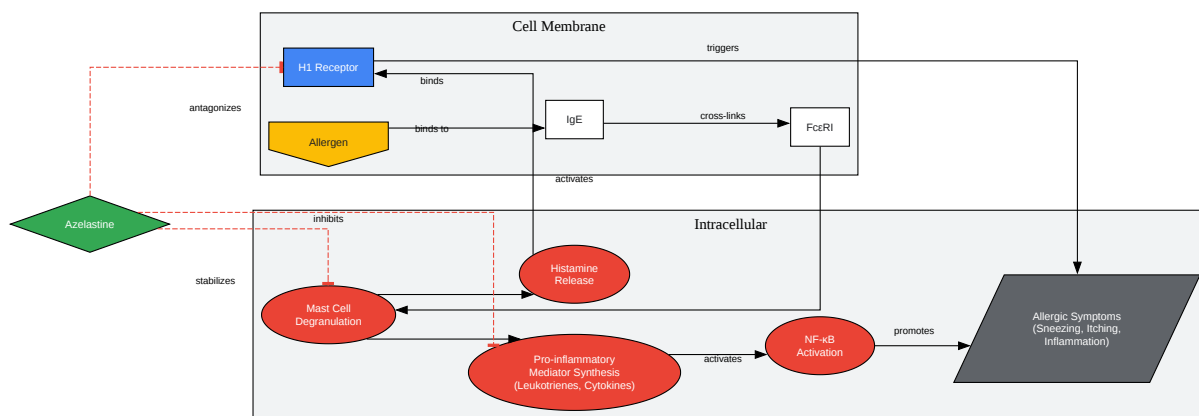 Cell Membrane
triggers
H1 Receptor
binds
antagonizes
IgE
cross-links
FcεRI
binds to
Allergen
activates
Azelastine
inhibits
Intracellular
stabilizes
Histamine
Release
Mast Cell
Degranulation
Allergic Symptoms
(Sneezing, Itching,
Inflammation)
promotes
NF-κB
Activation
activates
Pro-inflammatory
Mediator Synthesis
(Leukotrienes, Cytokines)